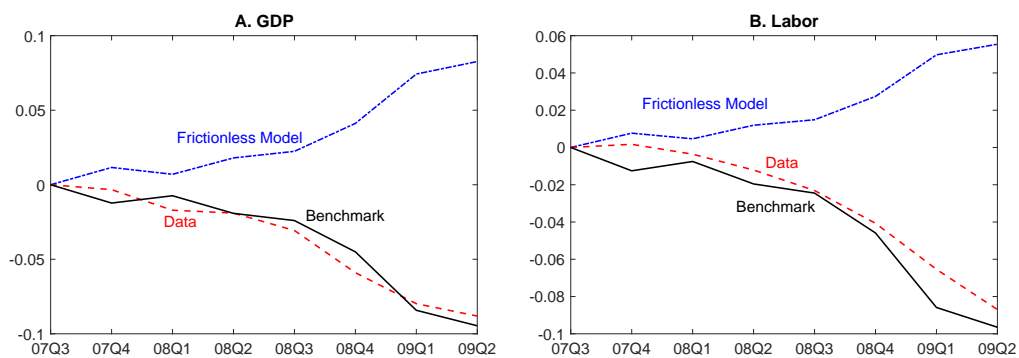 A. GDP
0.1
0.05
0
-0.05
-0.1
Frictionless Model
Benchmark
Data
07Q3 07Q4 08Q1 08Q2 08Q3 08Q4 09Q1 09Q2
B. Labor
0.06
0.04
0.02
0
-0.02
-0.04
-0.06
-0.08
-0.1
Frictionless Model
Data
Benchmark
07Q3 07Q4 08Q1 08Q2 08Q3 08Q4 09Q1 09Q2